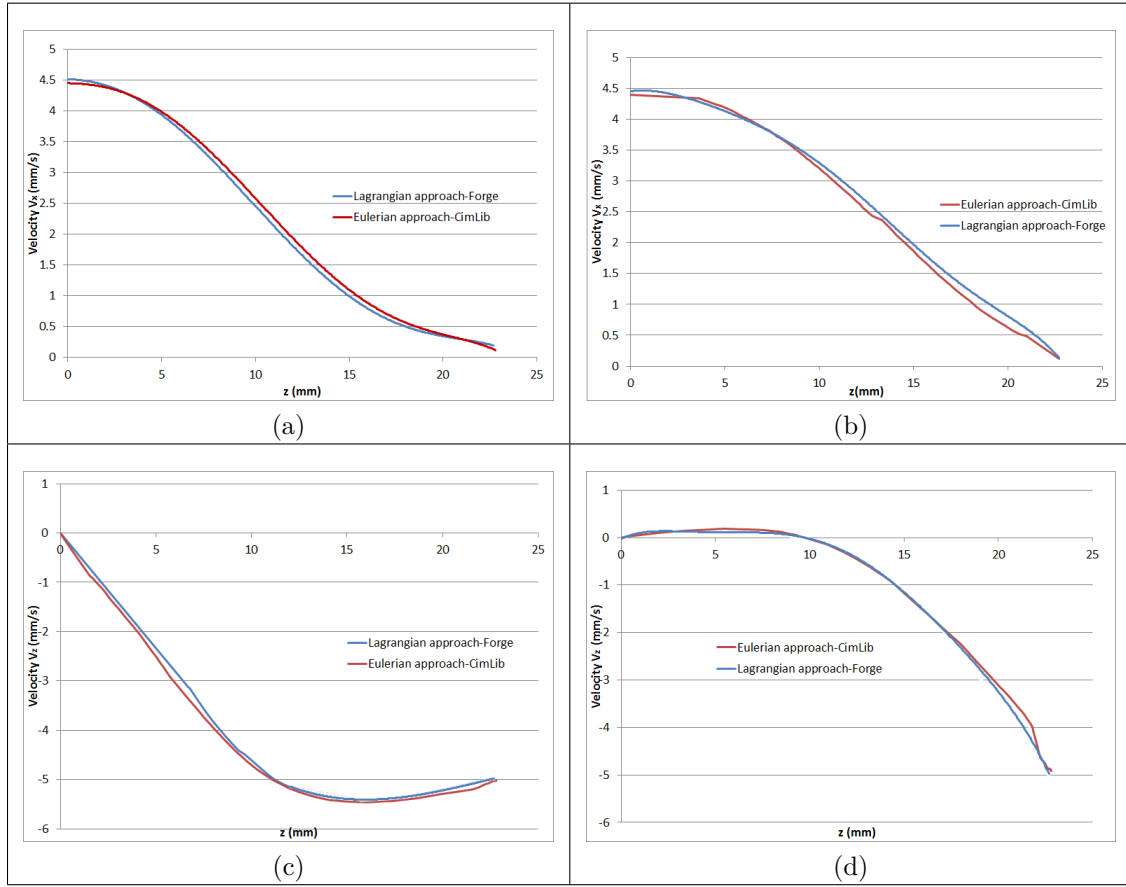 5
4.5
4
3.5
3
2.5
2
1.5
1
0.5
0
0 5 10 15 20 25
Velocity Vx (mm/s)
z (mm)
Lagrangian approach-Forge
Eulerian approach-CimLib
(a)
5
4.5
4
3.5
3
2.5
2
1.5
1
0.5
0
0 5 10 15 20 25
Velocity Vx (mm/s)
z(mm)
Eulerian approach-CimLib
Lagrangian approach-Forge
(b)
1
0
-1
-2
-3
-4
-5
-6
0 5 10 15 20 25
Velocity Vz (mm/s)
z (mm)
Lagrangian approach-Forge
Eulerian approach-CimLib
(c)
1
0
-1
-2
-3
-4
-5
-6
0 5 10 15 20 25
Velocity Vz (mm/s)
z (mm)
Eulerian approach-CimLib
Lagrangian approach-Forge
(d)